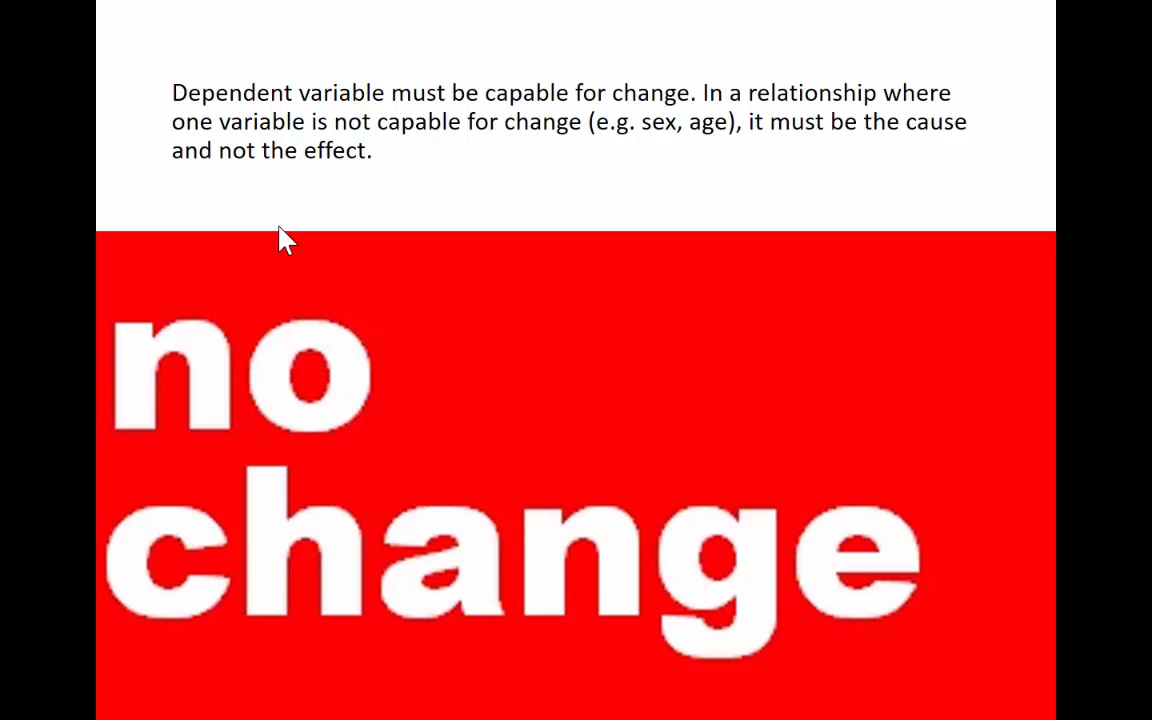 Dependent variable must be capable for change. In a relationship where
one variable is not capable for change (e.g. sex, age), it must be the cause
and not the effect.
no
change